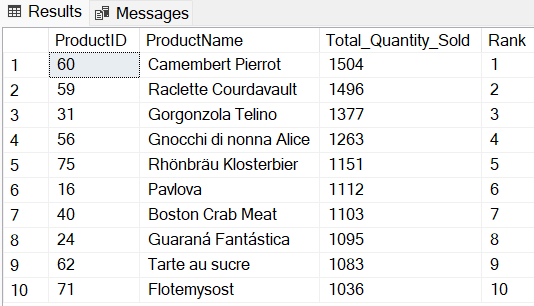 Results Messages
ProductID ProductName Total_Quantity_Sold Rank
1 60 Camembert Pierrot 1504 1
2 59 Raclette Courdavault 1496 2
3 31 Gorgonzola Telino 1377 3
4 56 Gnocchi di nonna Alice 1263 4
5 75 Rhönbräu Klosterbier 1151 5
6 16 Pavlova 1112 6
7 40 Boston Crab Meat 1103 7
8 24 Guaraná Fantástica 1095 8
9 62 Tarte au sucre 1083 9
10 71 Flotemysost 1036 10